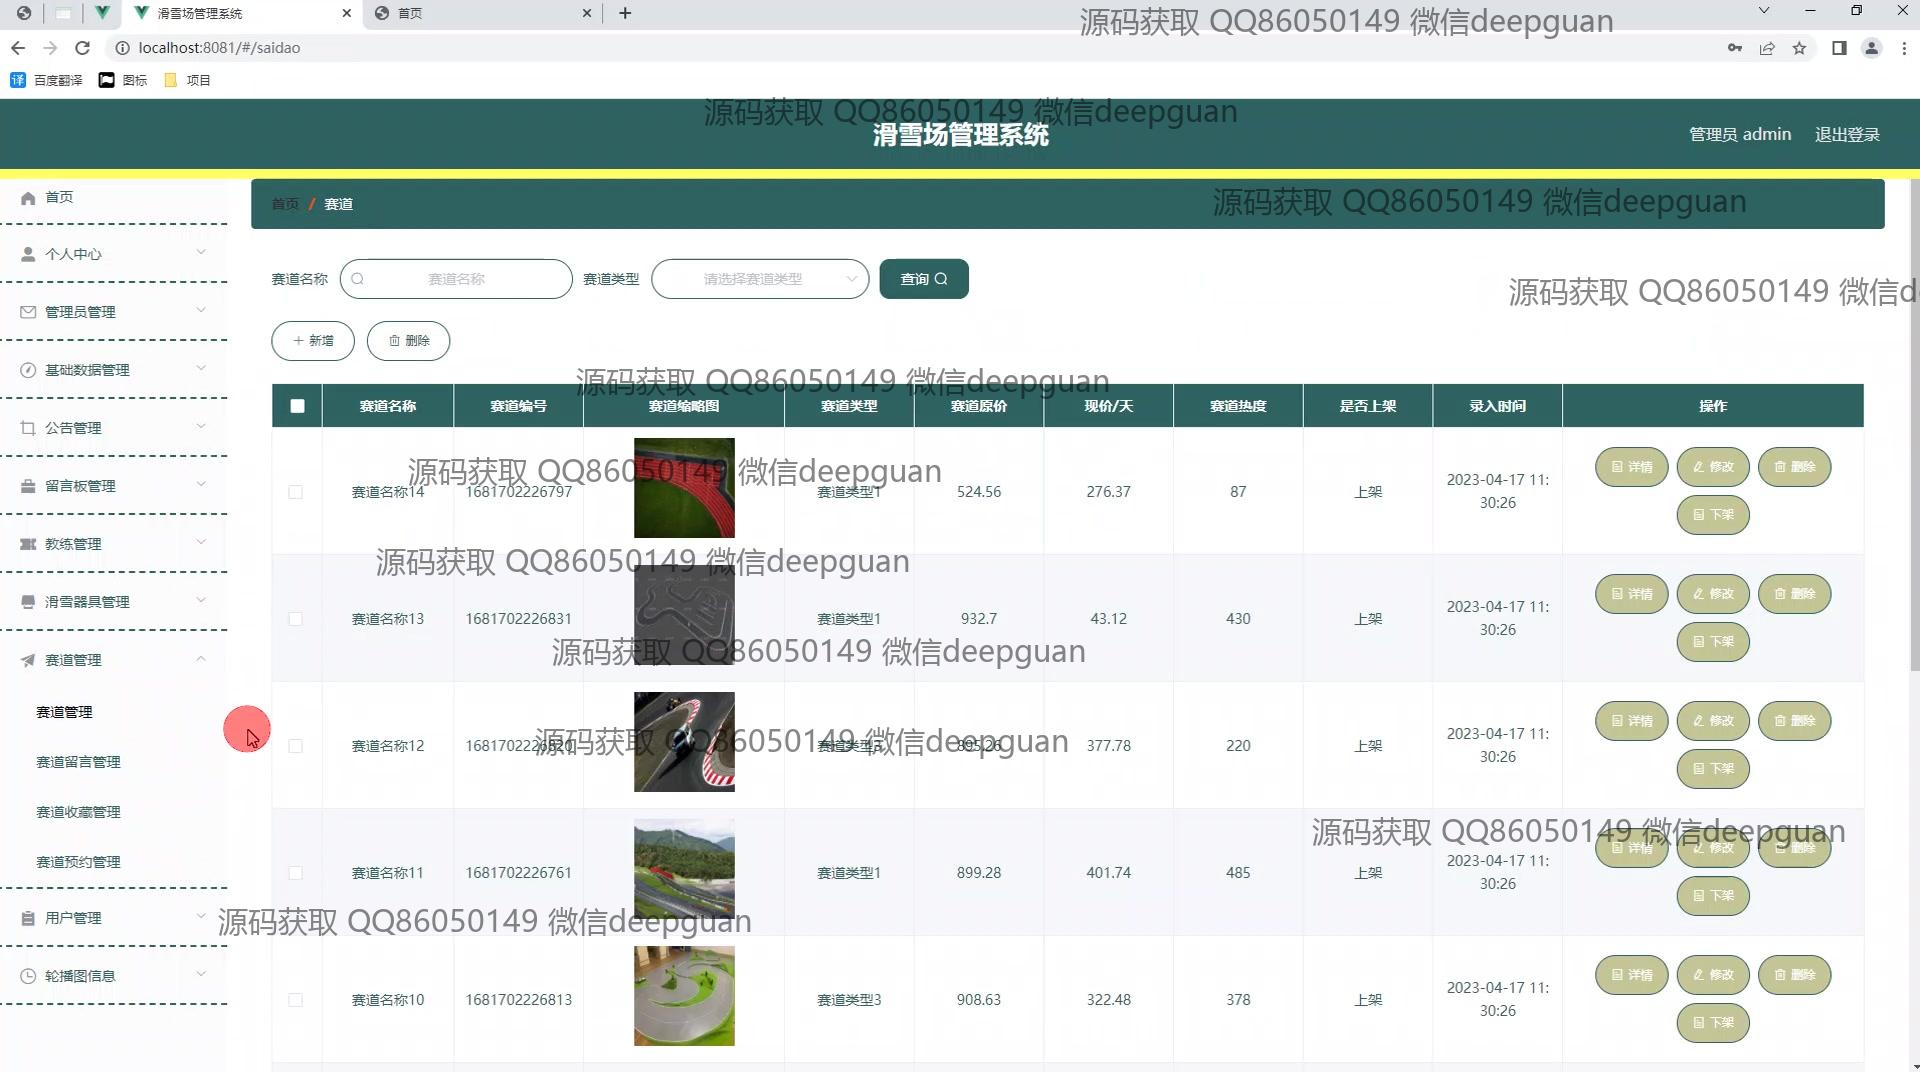 滑雪场管理系统
首页
源码获取 QQ86050149 微信deepguan
localhost:8081/#/saidao
百度翻译
图标
项目
源码获取 QQ86050149 微信deepguan
滑雪场管理系统
管理员 admin
退出登录
首页
个人中心
管理员管理
基础数据管理
公告管理
留言板管理
教练管理
滑雪器具管理
赛道管理
赛道管理
赛道留言管理
赛道收藏管理
赛道预约管理
用户管理
轮播图信息
首页 / 赛道
源码获取 QQ86050149 微信deepguan
赛道名称 赛道名称 赛道类型 请选择赛道类型 查询
源码获取 QQ86050149 微信d
新增 删除
源码获取 QQ86050149 微信deepguan
赛道名称 赛道编号 赛道缩略图 赛道类型 赛道原价 现价/天 赛道热度 是否上架 录入时间 操作
源码获取 QQ86050149 微信deepguan
赛道名称14 1681702226797 赛道类型1 524.56 276.37 87 上架 2023-04-17 11:
30:26
详情 修改 删除
下架
源码获取 QQ86050149 微信deepguan
赛道名称13 1681702226831 赛道类型1 932.7 43.12 430 上架 2023-04-17 11:
30:26
详情 修改 删除
下架
源码获取 QQ86050149 微信deepguan
赛道名称12 377.78 220 上架 2023-04-17 11:
30:26
详情 修改 删除
下架
源码获取 QQ86050149 微信deepguan
源码获取 QQ86050149 微信deepguan
赛道名称11 1681702226761 赛道类型1 899.28 401.74 485 上架 2023-04-17 11:
30:26
详情 修改 删除
下架
源码获取 QQ86050149 微信deepguan
赛道名称10 1681702226813 赛道类型3 908.63 322.48 378 上架 2023-04-17 11:
30:26
详情 修改 删除
下架